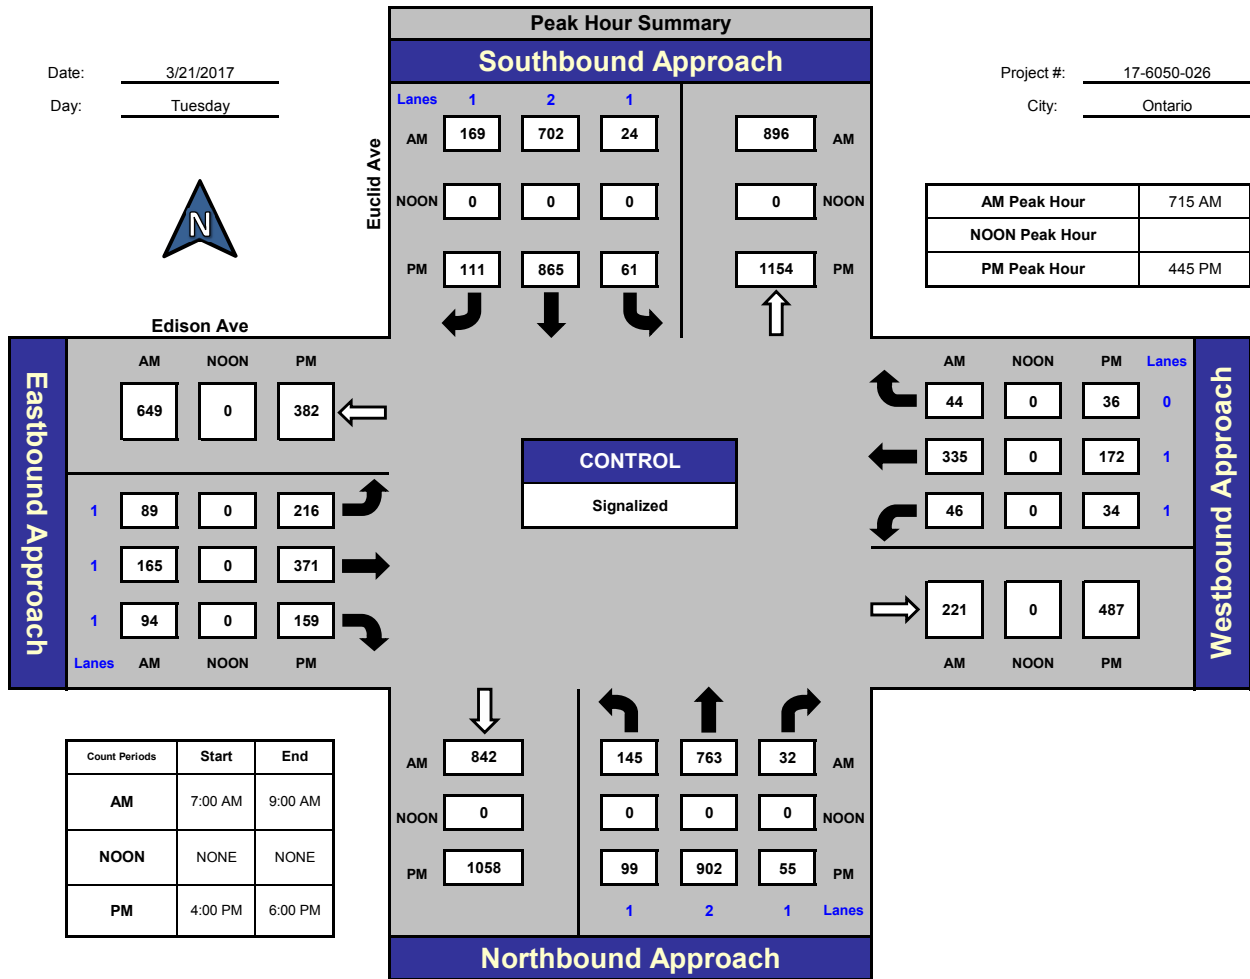 Peak Hour Summary
Southbound Approach
Date: 3/21/2017
Day: Tuesday
Project #: 17-6050-026
City: Ontario
Lanes 1 2 1
AM 169 702 24 896 AM
NOON 0 0 0 0 NOON
PM 111 865 61 1154 PM
Euclid Ave
N
AM Peak Hour 715 AM
NOON Peak Hour
PM Peak Hour 445 PM
Edison Ave
Eastbound Approach
AM NOON PM
649 0 382
1 89 0 216
1 165 0 371
1 94 0 159
Lanes AM NOON PM
CONTROL
Signalized
AM NOON PM Lanes
44 0 36 0
335 0 172 1
46 0 34 1
221 0 487
AM NOON PM
Westbound Approach
Count Periods Start End
AM 7:00 AM 9:00 AM
NOON NONE NONE
PM 4:00 PM 6:00 PM
AM 842 145 763 32 AM
NOON 0 0 0 0 NOON
PM 1058 99 902 55 PM
1 2 1 Lanes
Northbound Approach